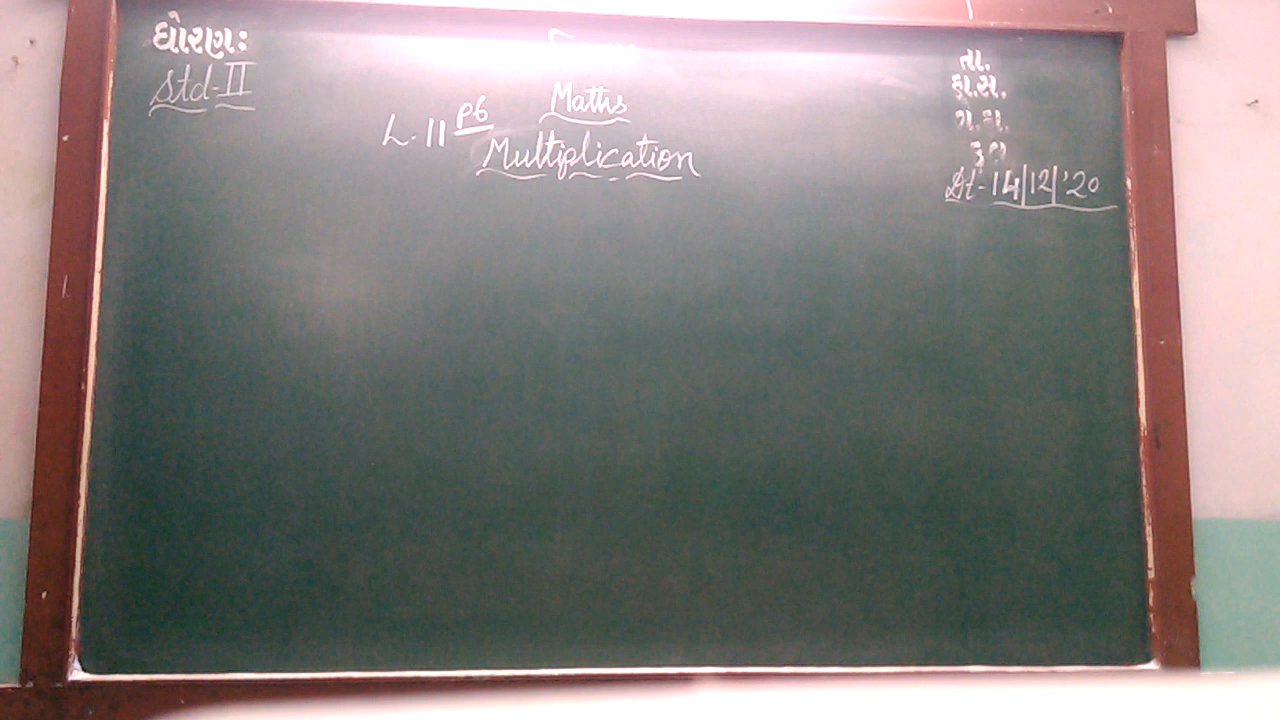 ધોરણ:
Std-II
Maths
L.11 P6
Multiplication
તા.
હા.સ.
ગ.હા.
કુલ
Dt-14/12/'20